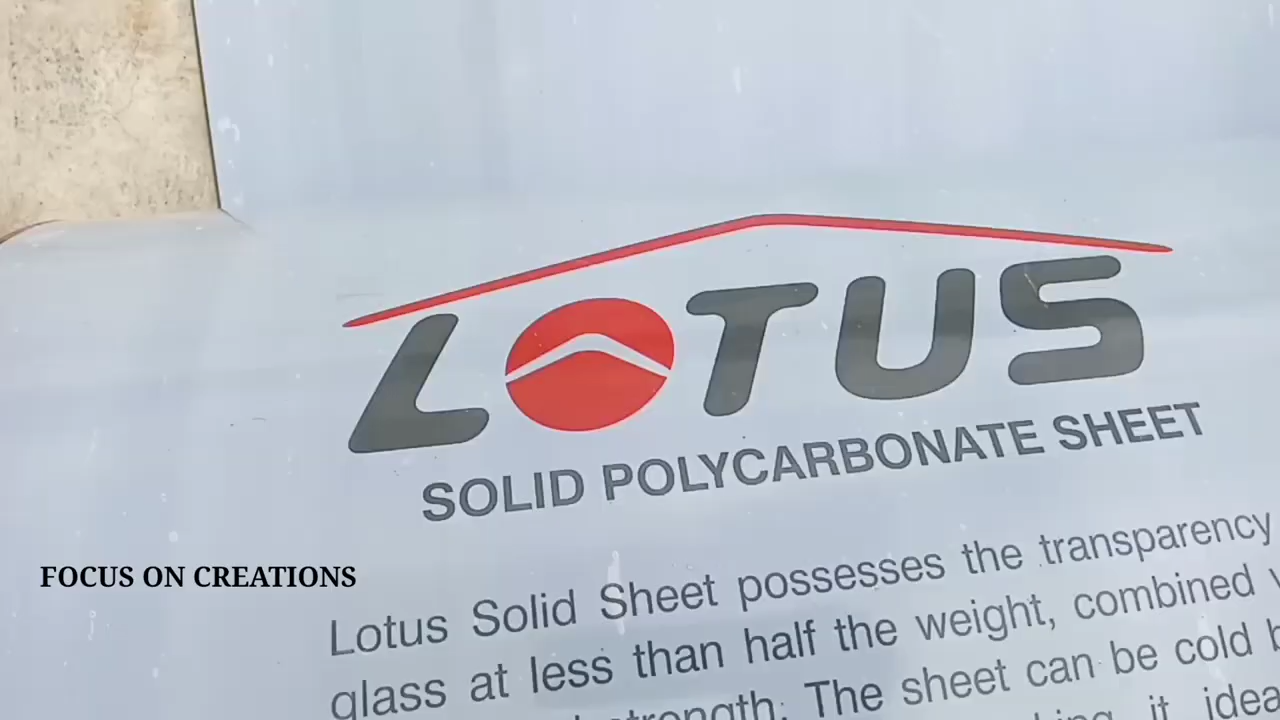 LOTUS
SOLID POLYCARBONATE SHEET
FOCUS ON CREATIONS
Lotus Solid Sheet possesses the transparency
glass at less than half the weight, combined
The sheet can be cold
it